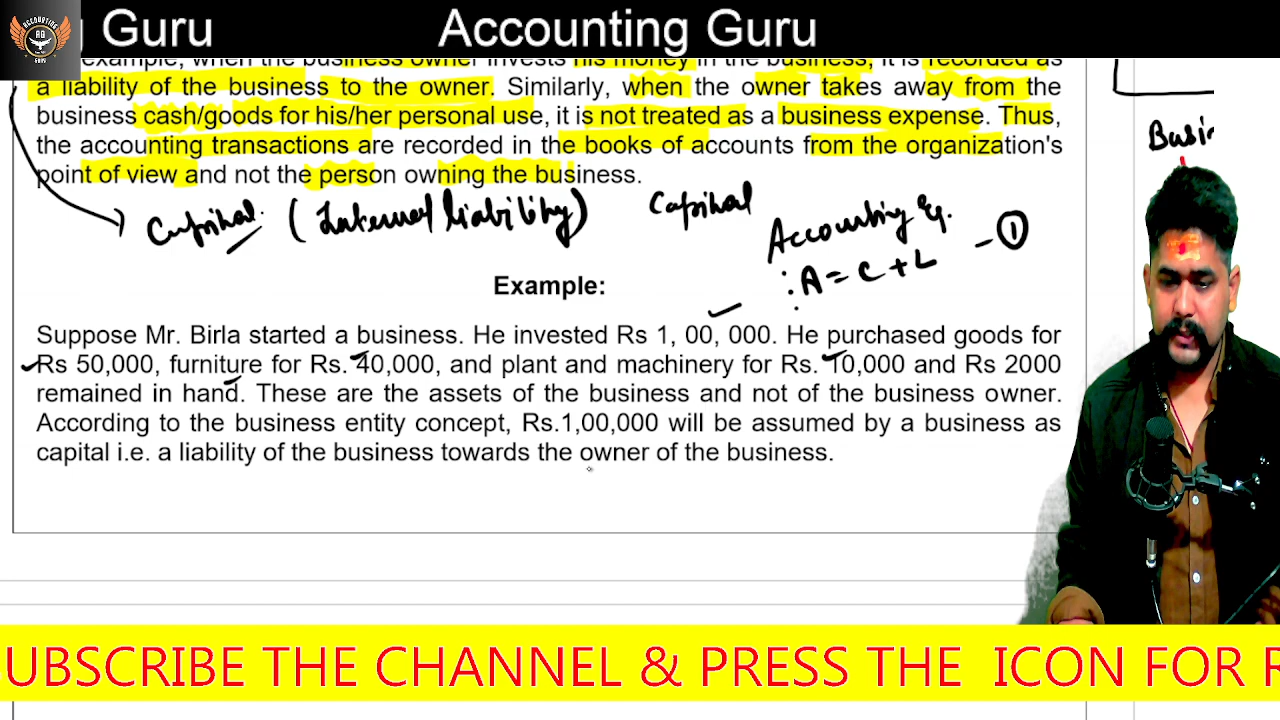 Guru Accounting Guru
ACCOUNTING
AG
GURU
example, when the business owner invests his money in the business, it is recorded as
a liability of the business to the owner. Similarly, when the owner takes away from the
business cash/goods for his/her personal use, it is not treated as a business expense. Thus,
the accounting transactions are recorded in the books of accounts from the organization's
point of view and not the person owning the business.
Busin
Capital (Internal liability) Capital
Accounting Eq.
A = C + L - ①
Example:
Suppose Mr. Birla started a business. He invested Rs 1, 00, 000. He purchased goods for
Rs 50,000, furniture for Rs. 40,000, and plant and machinery for Rs. 10,000 and Rs 2000
remained in hand. These are the assets of the business and not of the business owner.
According to the business entity concept, Rs.1,00,000 will be assumed by a business as
capital i.e. a liability of the business towards the owner of the business.
UBSCRIBE THE CHANNEL & PRESS THE ICON FOR R